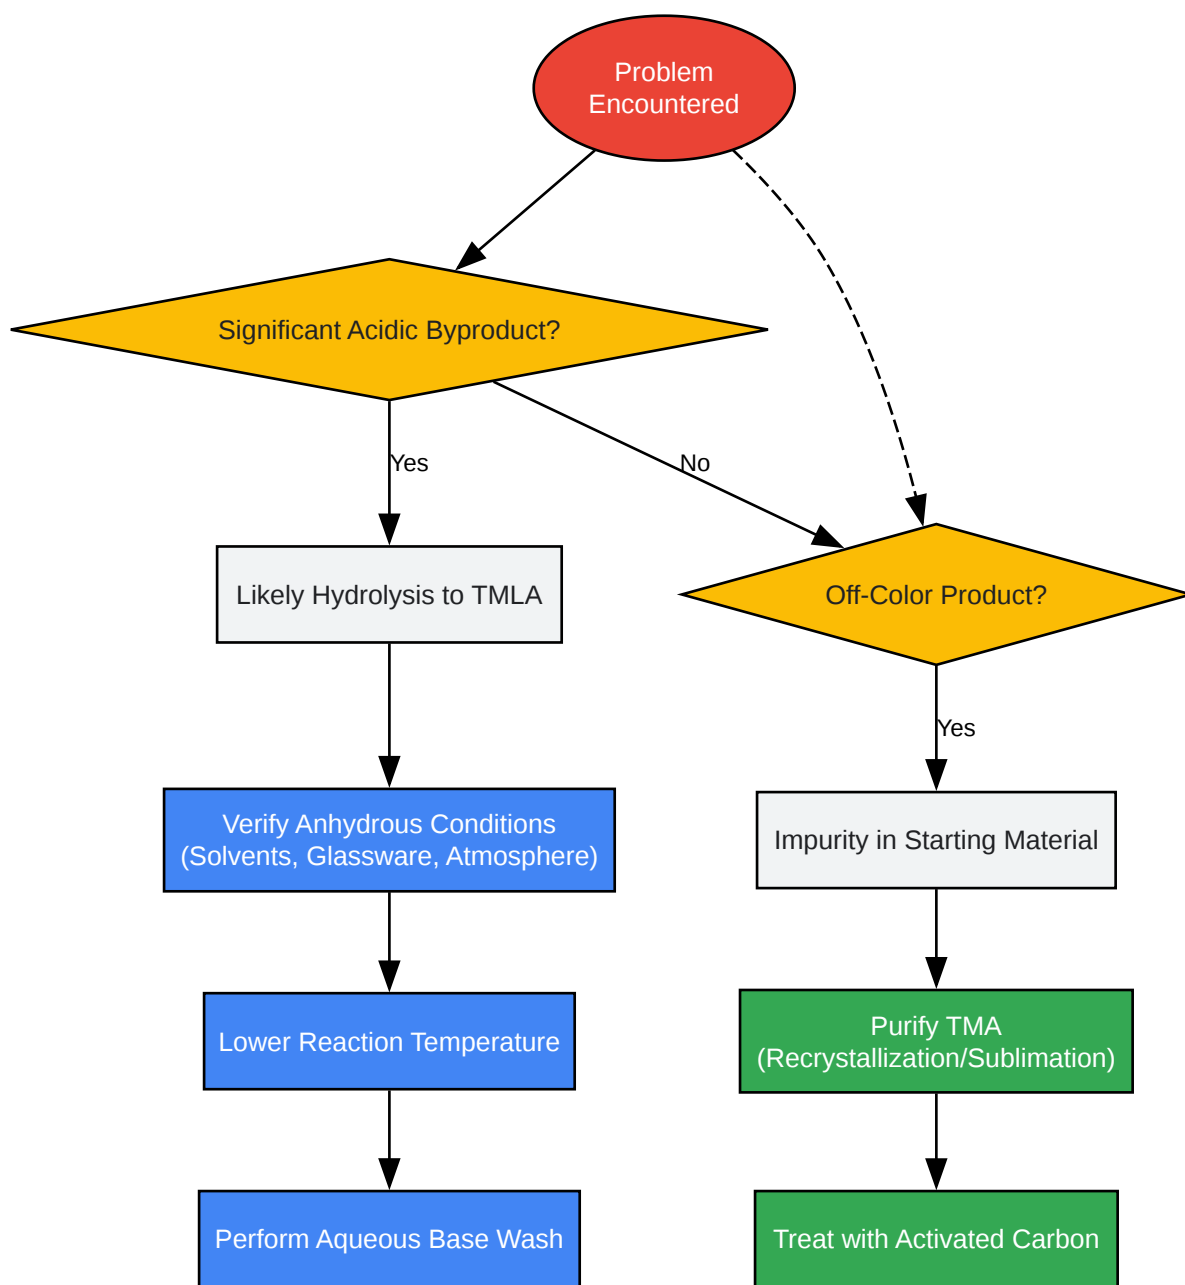 Problem
Encountered
Significant Acidic Byproduct?
Yes
No
Likely Hydrolysis to TMLA
Off-Color Product?
Yes
Verify Anhydrous Conditions
(Solvents, Glassware, Atmosphere)
Impurity in Starting Material
Lower Reaction Temperature
Purify TMA
(Recrystallization/Sublimation)
Perform Aqueous Base Wash
Treat with Activated Carbon